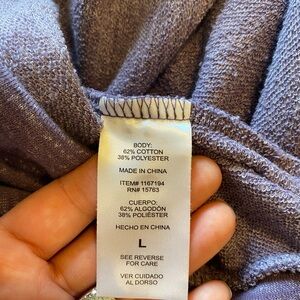 BODY:
62% COTTON
38% POLYESTER
MADE IN CHINA
ITEM# 1167194
RN# 15763
CUERPO:
62% ALGODÓN
38% POLIÉSTER
HECHO EN CHINA
L
SEE REVERSE
FOR CARE
VER CUIDADO
AL DORSO